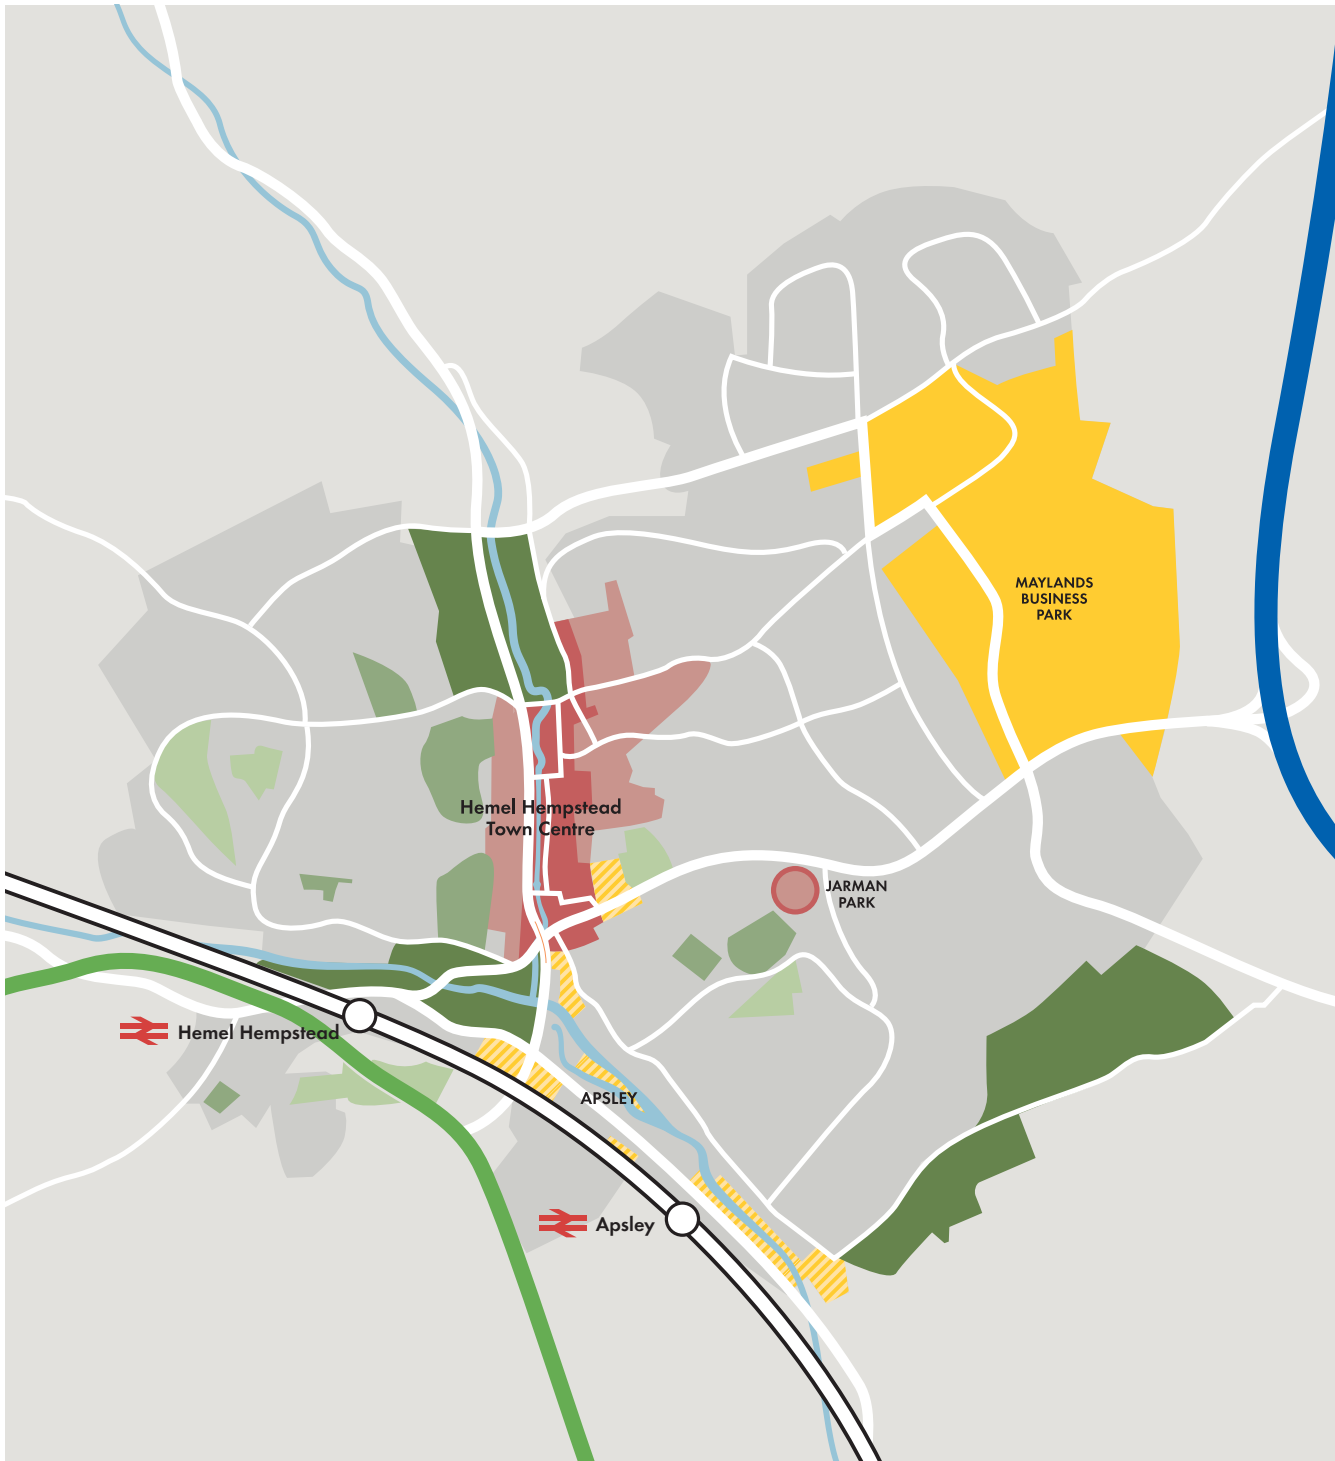 MAYLANDS
BUSINESS
PARK
Hemel Hempstead
Town Centre
JARMAN
PARK
Hemel Hempstead
APSLEY
Apsley